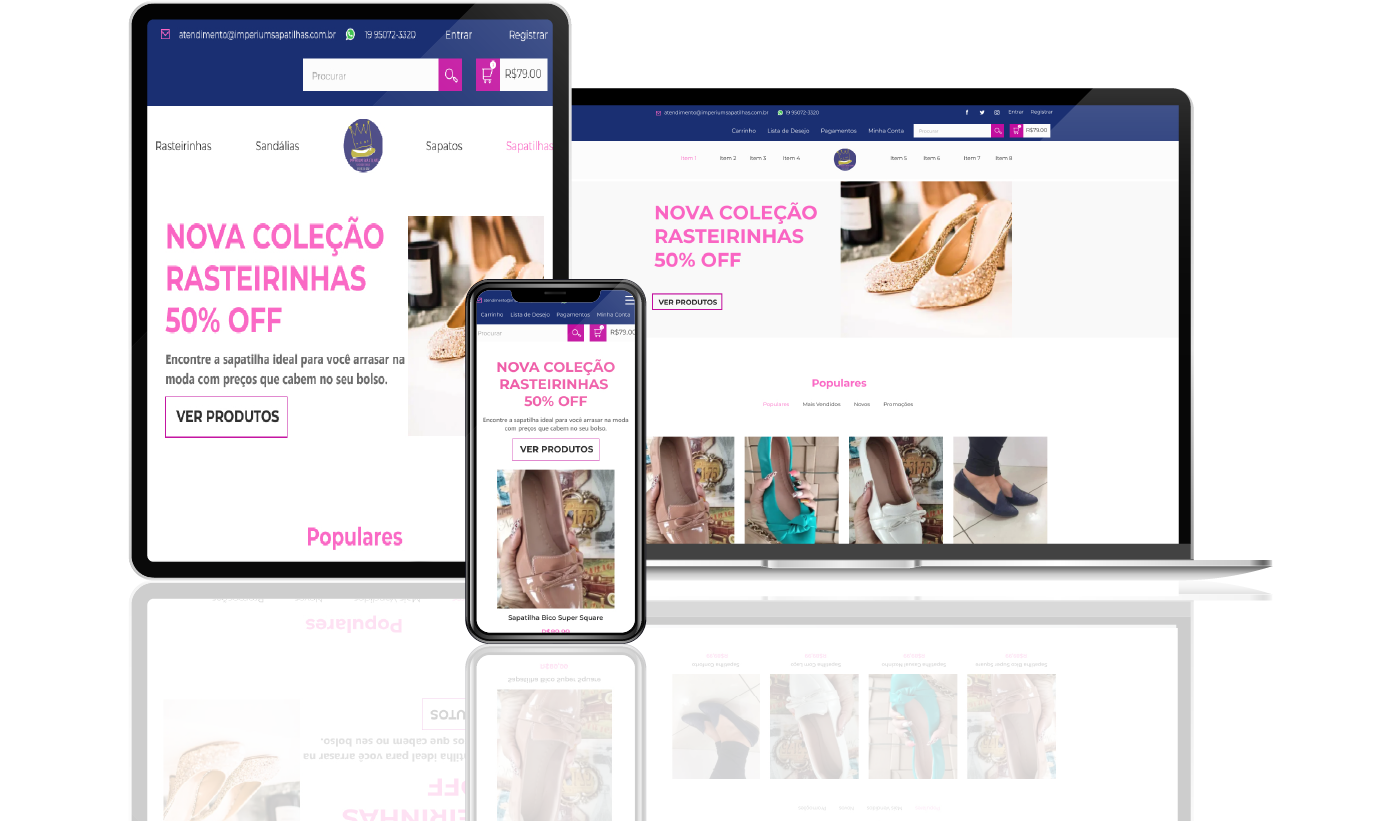 atendimento@imperiumsapatilhas.com.br 19 95072-3320 Entrar Registrar
Procurar R$79.00
Rasteirinhas Sandálias Sapatos Sapatilhas
NOVA COLEÇÃO
RASTEIRINHAS
50% OFF
Encontre a sapatilha ideal para você arrasar na
moda com preços que cabem no seu bolso.
VER PRODUTOS
Populares
atendimento@imperiumsapatilhas.com.br 19 95072-3320 Entrar Registrar
Carrinho Lista de Desejo Pagamentos Minha Conta Procurar R$79.00
Item 1 Item 2 Item 3 Item 4 Item 5 Item 6 Item 7 Item 8
NOVA COLEÇÃO
RASTEIRINHAS
50% OFF
VER PRODUTOS
Populares
Populares Mais Vendidos Novos Promoções
Carrinho Lista de Desejo Pagamentos Minha Conta
Procurar R$79.00
NOVA COLEÇÃO
RASTEIRINHAS
50% OFF
Encontre a sapatilha ideal para você arrasar na moda
com preços que cabem no seu bolso.
VER PRODUTOS
Sapatilha Bico Super Square